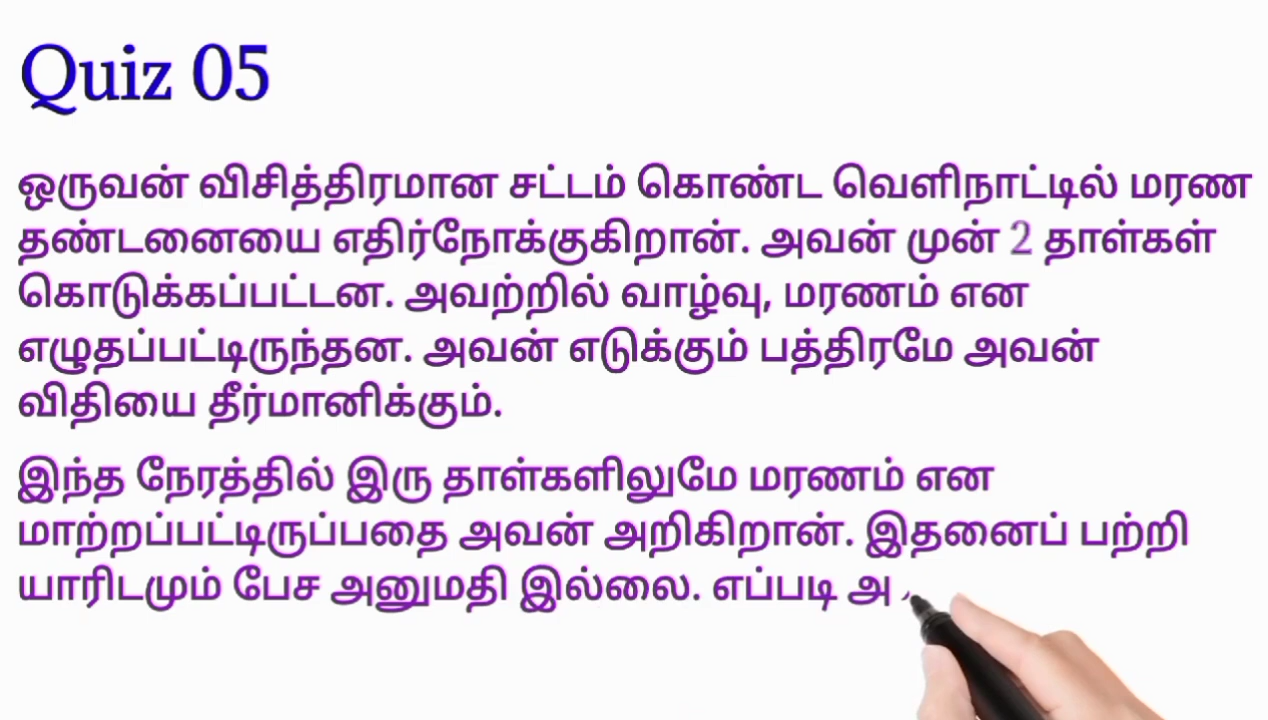 Quiz 05
ஒருவன் விசித்திரமான சட்டம் கொண்ட வெளிநாட்டில் மரண
தண்டனையை எதிர்நோக்குகிறான். அவன் முன் 2 தாள்கள்
கொடுக்கப்பட்டன. அவற்றில் வாழ்வு, மரணம் என
எழுதப்பட்டிருந்தன. அவன் எடுக்கும் பத்திரமே அவன்
விதியை தீர்மானிக்கும்.
இந்த நேரத்தில் இரு தாள்களிலுமே மரணம் என
மாற்றப்பட்டிருப்பதை அவன் அறிகிறான். இதனைப் பற்றி
யாரிடமும் பேச அனுமதி இல்லை. எப்படி அ